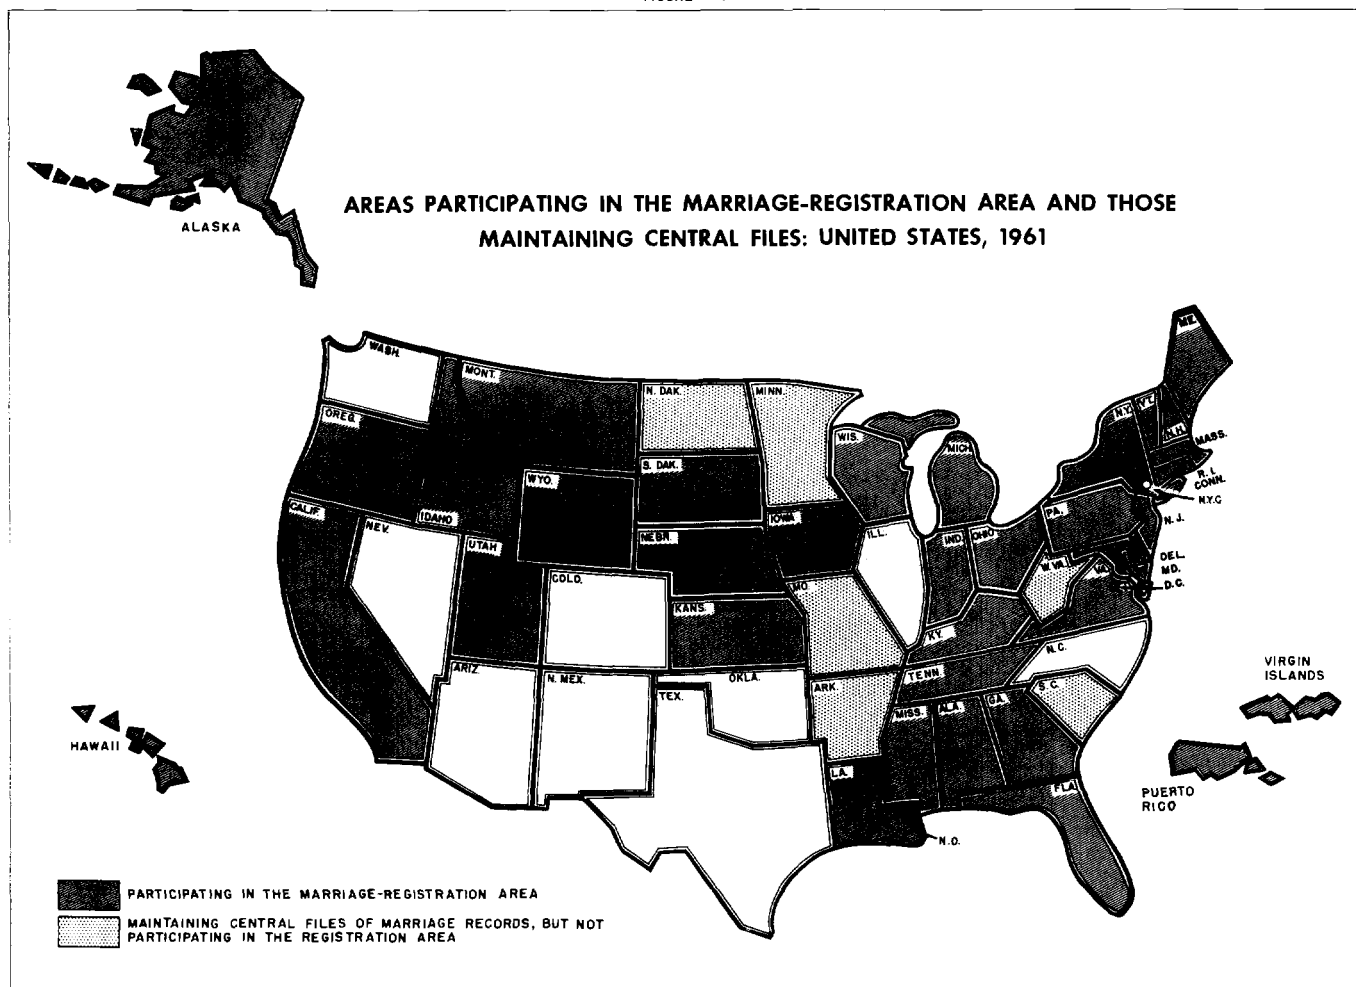 ALASKA
AREAS PARTICIPATING IN THE MARRIAGE-REGISTRATION AREA AND THOSE
MAINTAINING CENTRAL FILES: UNITED STATES, 1961
WASH.
MONT.
N. DAK.
MINN.
ME.
OREG.
WIS.
MICH.
N.Y.
VT.
N.H.
MASS.
S. DAK.
WYO.
R. I.
CONN.
N.Y.C
CALIF.
IDAHO
NEV.
IOWA
PA.
N. J.
UTAH
NEBR.
ILL.
IND.
OHIO
DEL.
MD.
D.C.
W.VA.
VA.
COLO.
KANS.
MO.
KY.
N.C.
ARIZ.
N. MEX.
OKLA.
TEX.
ARK.
TENN.
S.C.
MISS.
ALA.
GA.
VIRGIN
ISLANDS
HAWAII
LA.
FLA.
PUERTO
RICO
N.O.
PARTICIPATING IN THE MARRIAGE-REGISTRATION AREA
MAINTAINING CENTRAL FILES OF MARRIAGE RECORDS, BUT NOT
PARTICIPATING IN THE REGISTRATION AREA